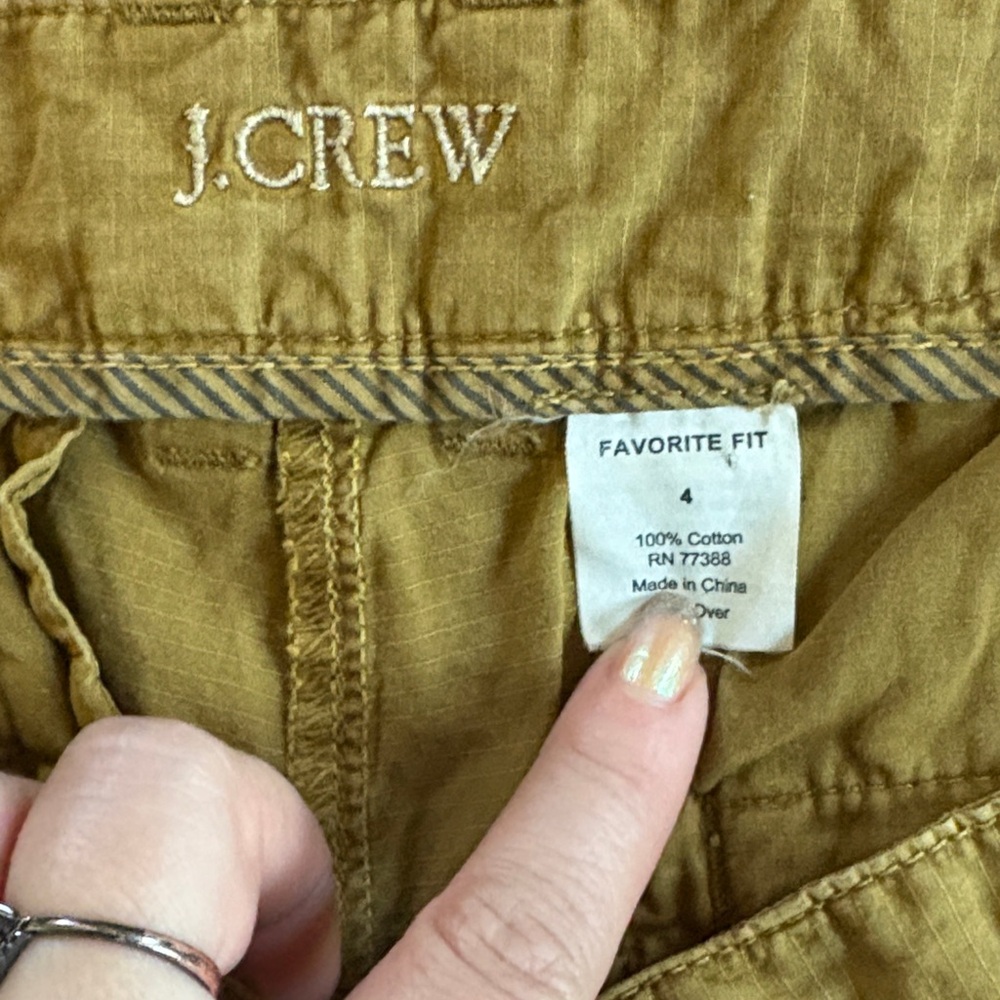 J.CREW
FAVORITE FIT
4
100% Cotton
RN 77388
Made in China
Over